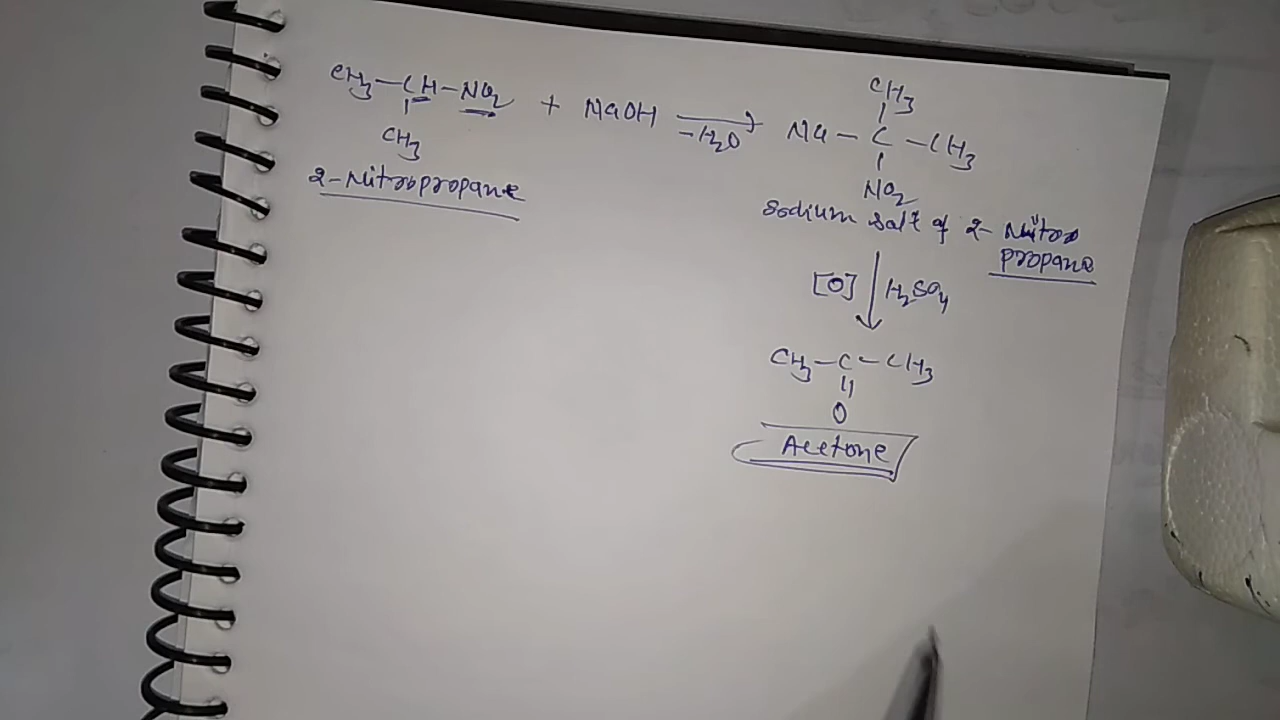 CH3-CH-NO2 + NaOH → Na-C-CH3
-H2O
CH3
CH3
NO2
2-Nitropropane
Sodium salt of 2-Nitro
propane
[O] ↓ H2SO4
CH3-C-CH3
O
Acetone